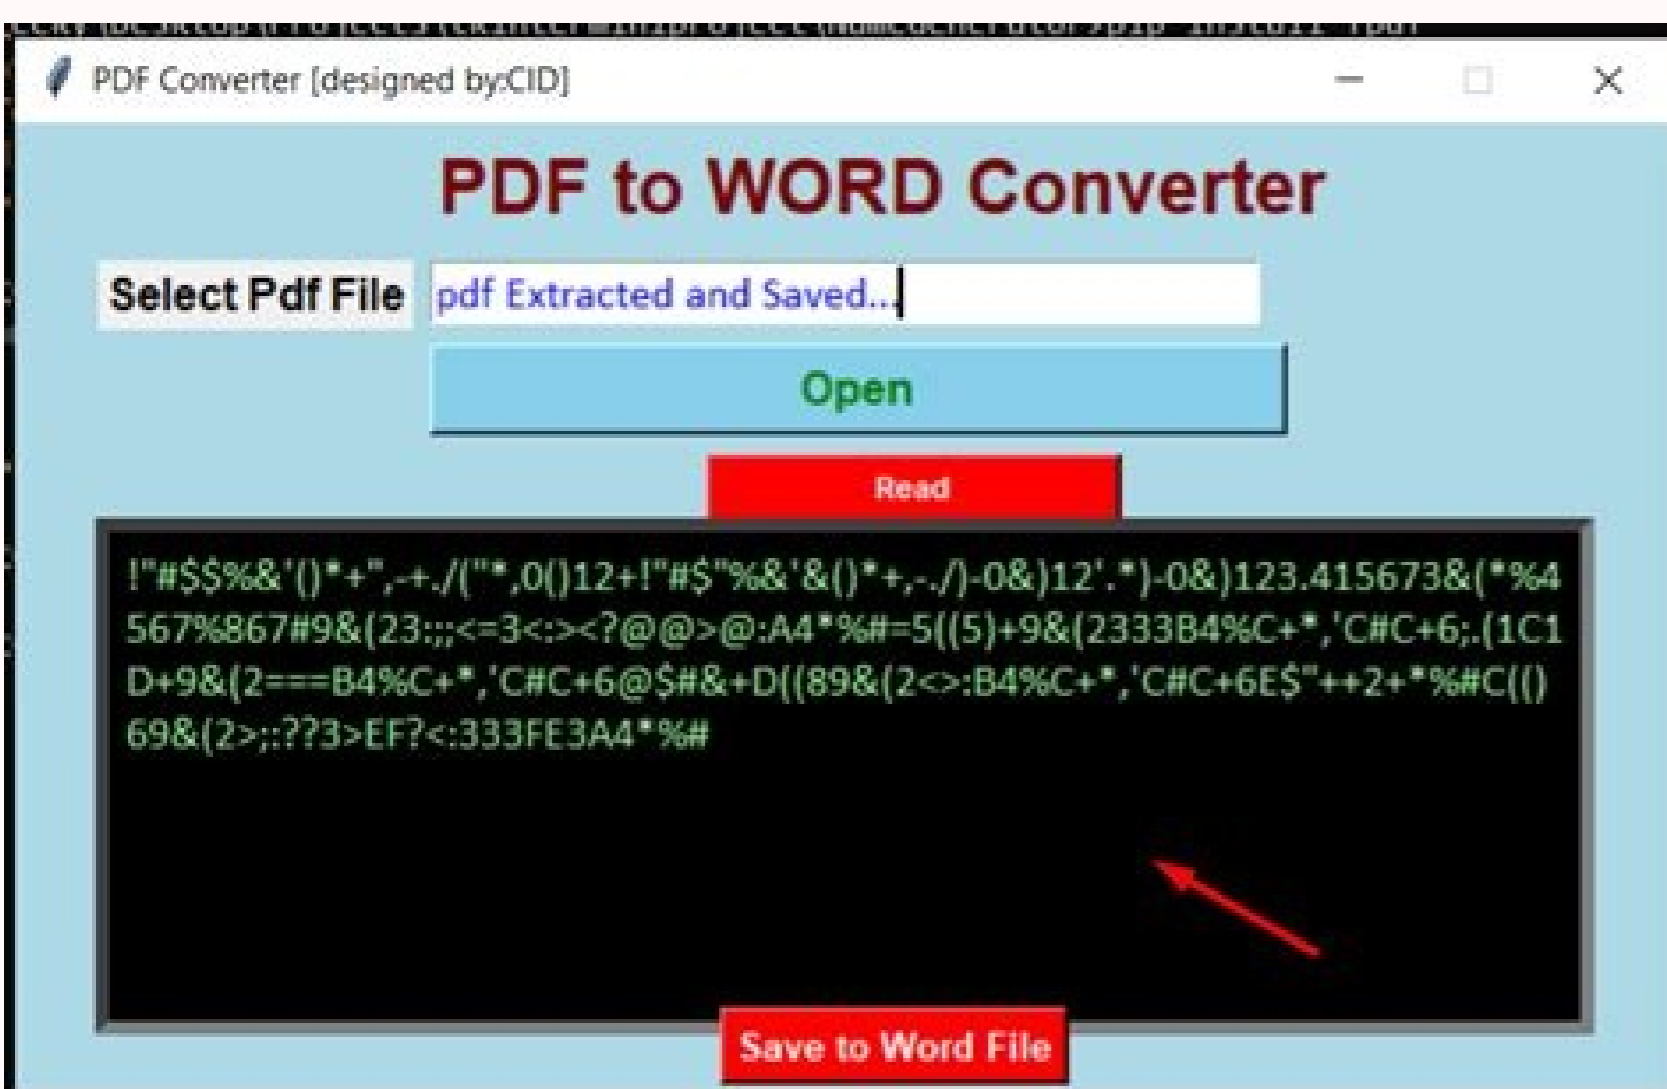 PDF Converter [designed by:CID]
PDF to WORD Converter
Select Pdf File
pdf Extracted and Saved...
Open
Read
!"#$$%&'()*+",-+./("*,0()12+!"#$"%&'&()*+,-./)-0&)12'.*)-0&)123.415673&(*%4
567%867#9&(23:;;<=3<:><?@@>@:A4*%#=5((5)+9&(2333B4%C+*,'C#C+6;.(1C1
D+9&(2===B4%C+*,'C#C+6@$#&+D((89&(2<>:B4%C+*,'C#C+6E$"++2+*%#C(()
69&(2>;:??3>EF?<:333FE3A4*%#
Save to Word File